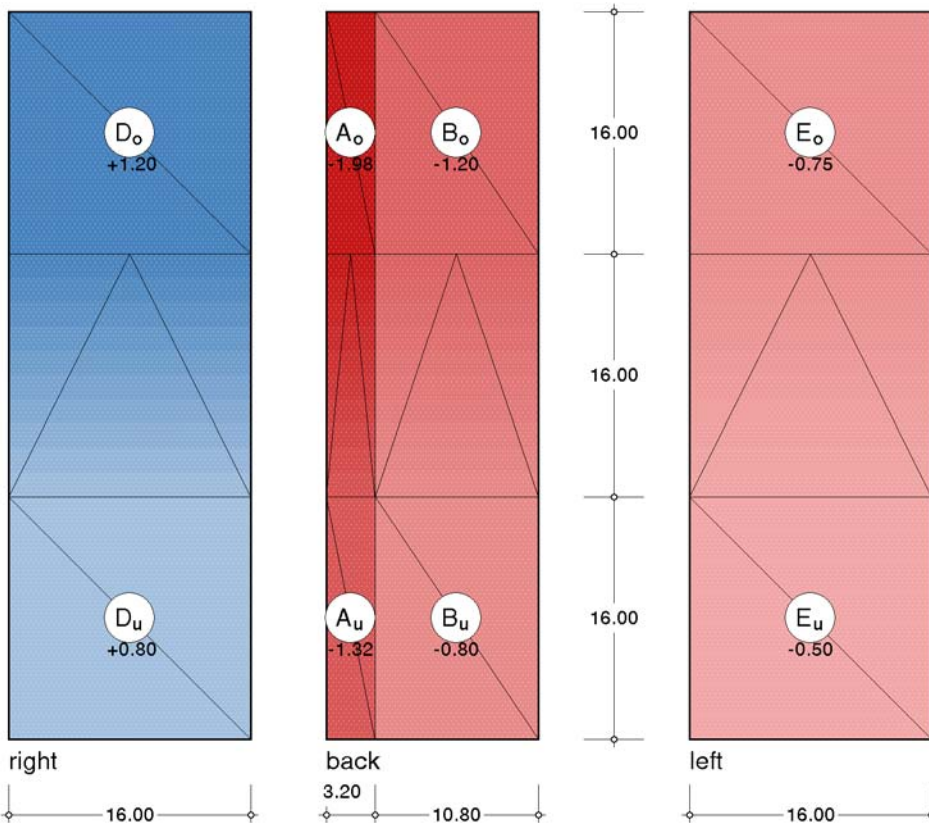 Do Ao Bo 16.00 Eo
+1.20 -1.98 -1.20 -0.75
16.00
Du Au Bu 16.00 Eu
+0.80 -1.32 -0.80 -0.50
right back left
3.20
16.00 10.80 16.00